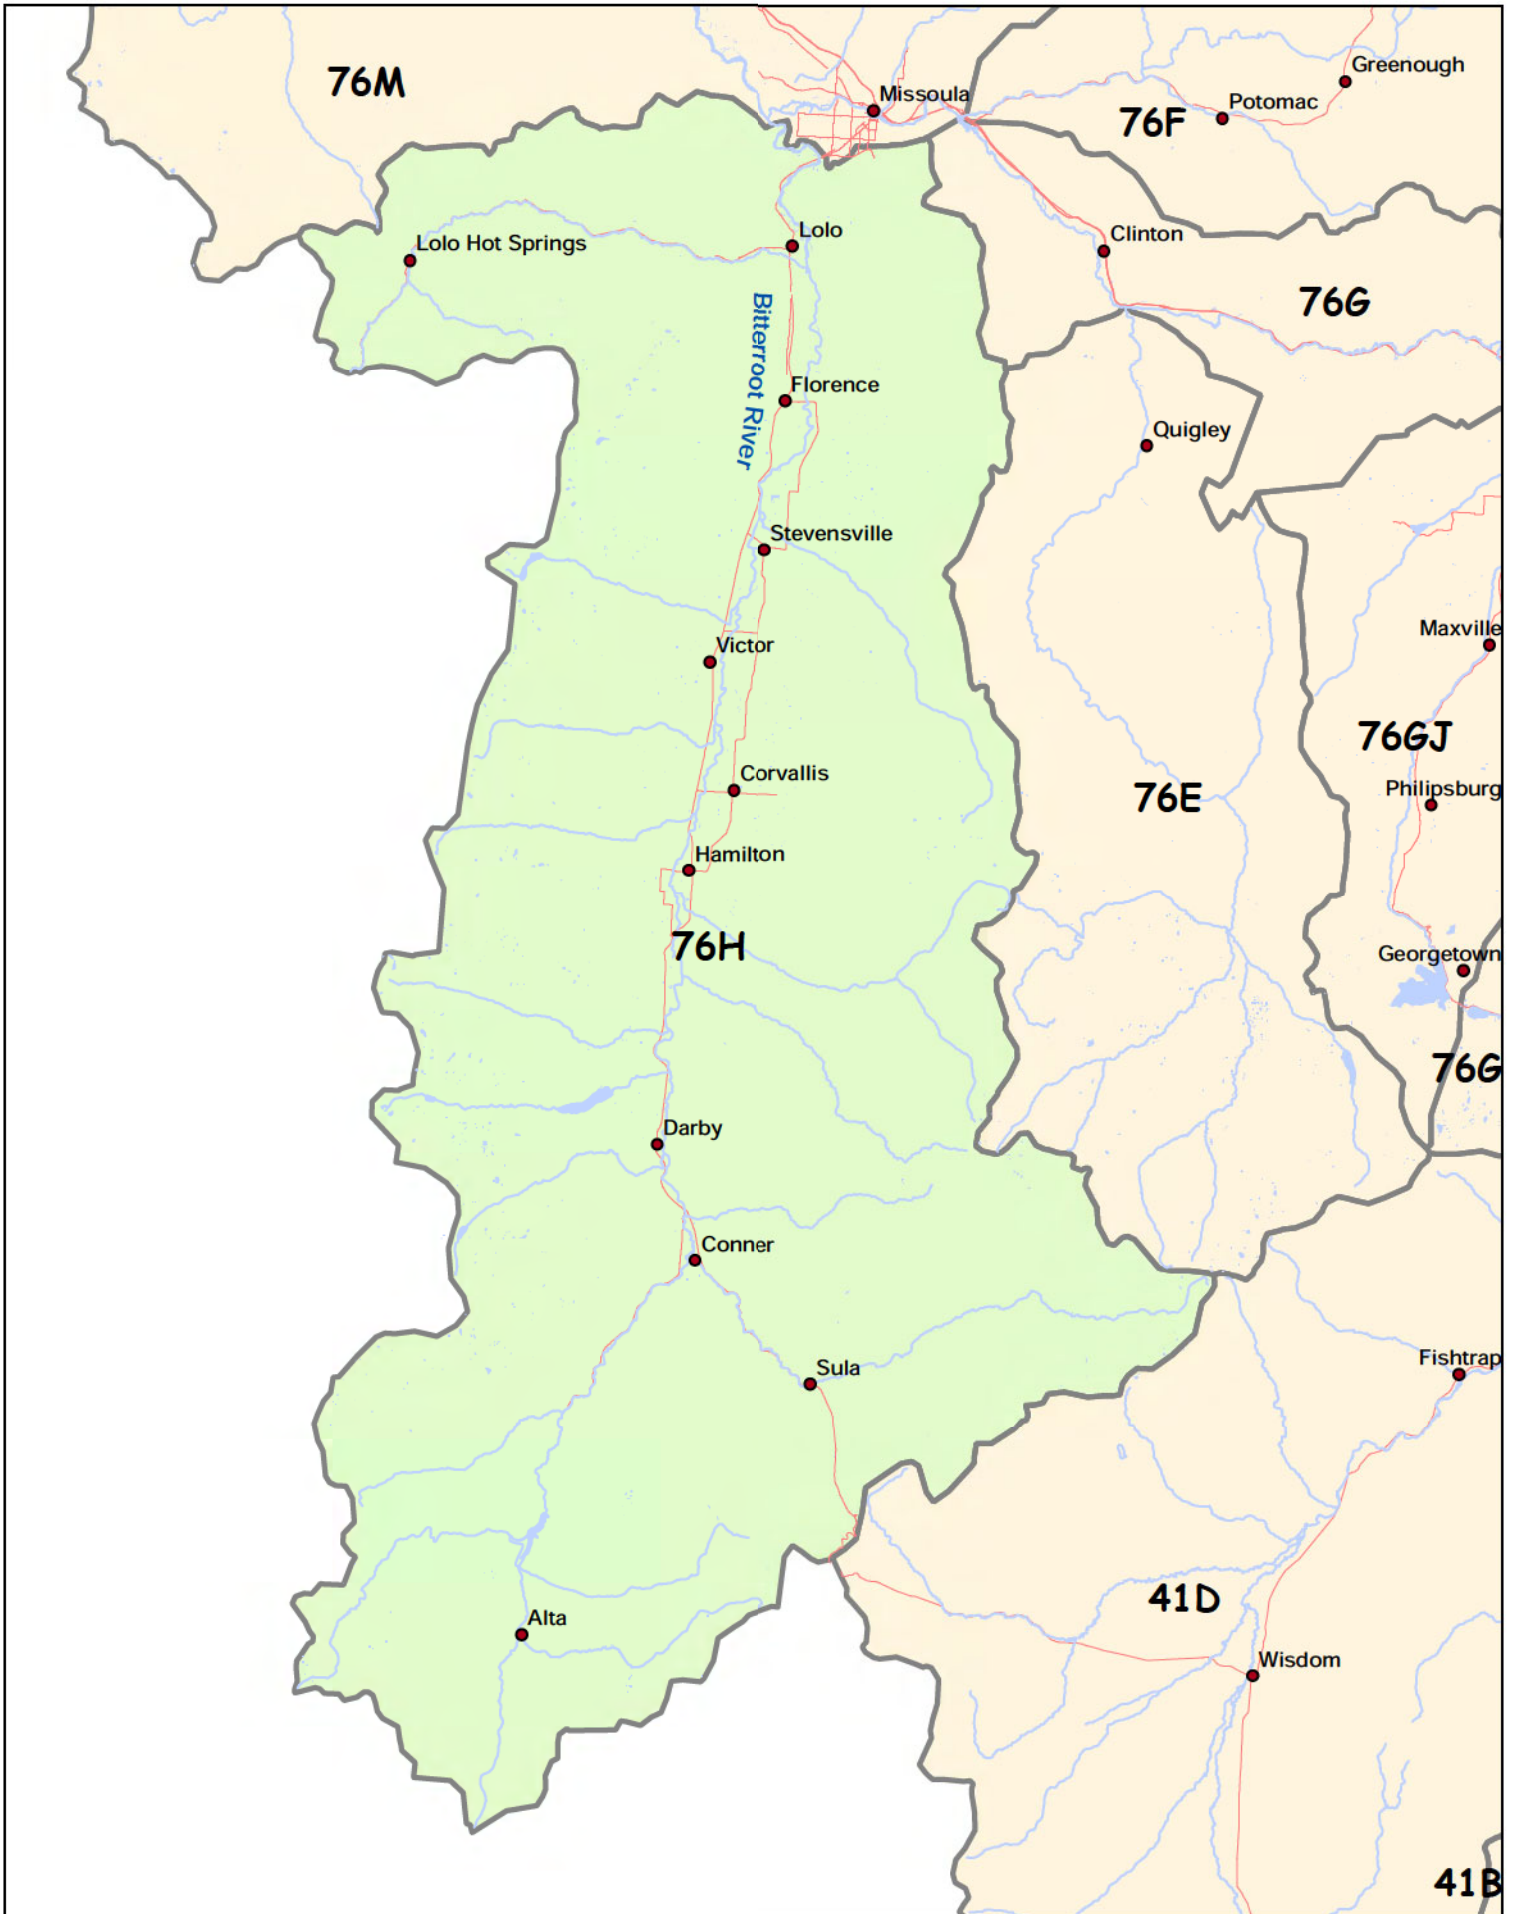 76M
Greenough
Missoula
Potomac
76F
Lolo
Clinton
Lolo Hot Springs
76G
Bitterroot River
Florence
Quigley
Stevensville
Maxville
Victor
76GJ
Corvallis
Philipsburg
76E
Hamilton
76H
Georgetown
76G
Darby
Conner
Fishtrap
Sula
41D
Alta
Wisdom
41B